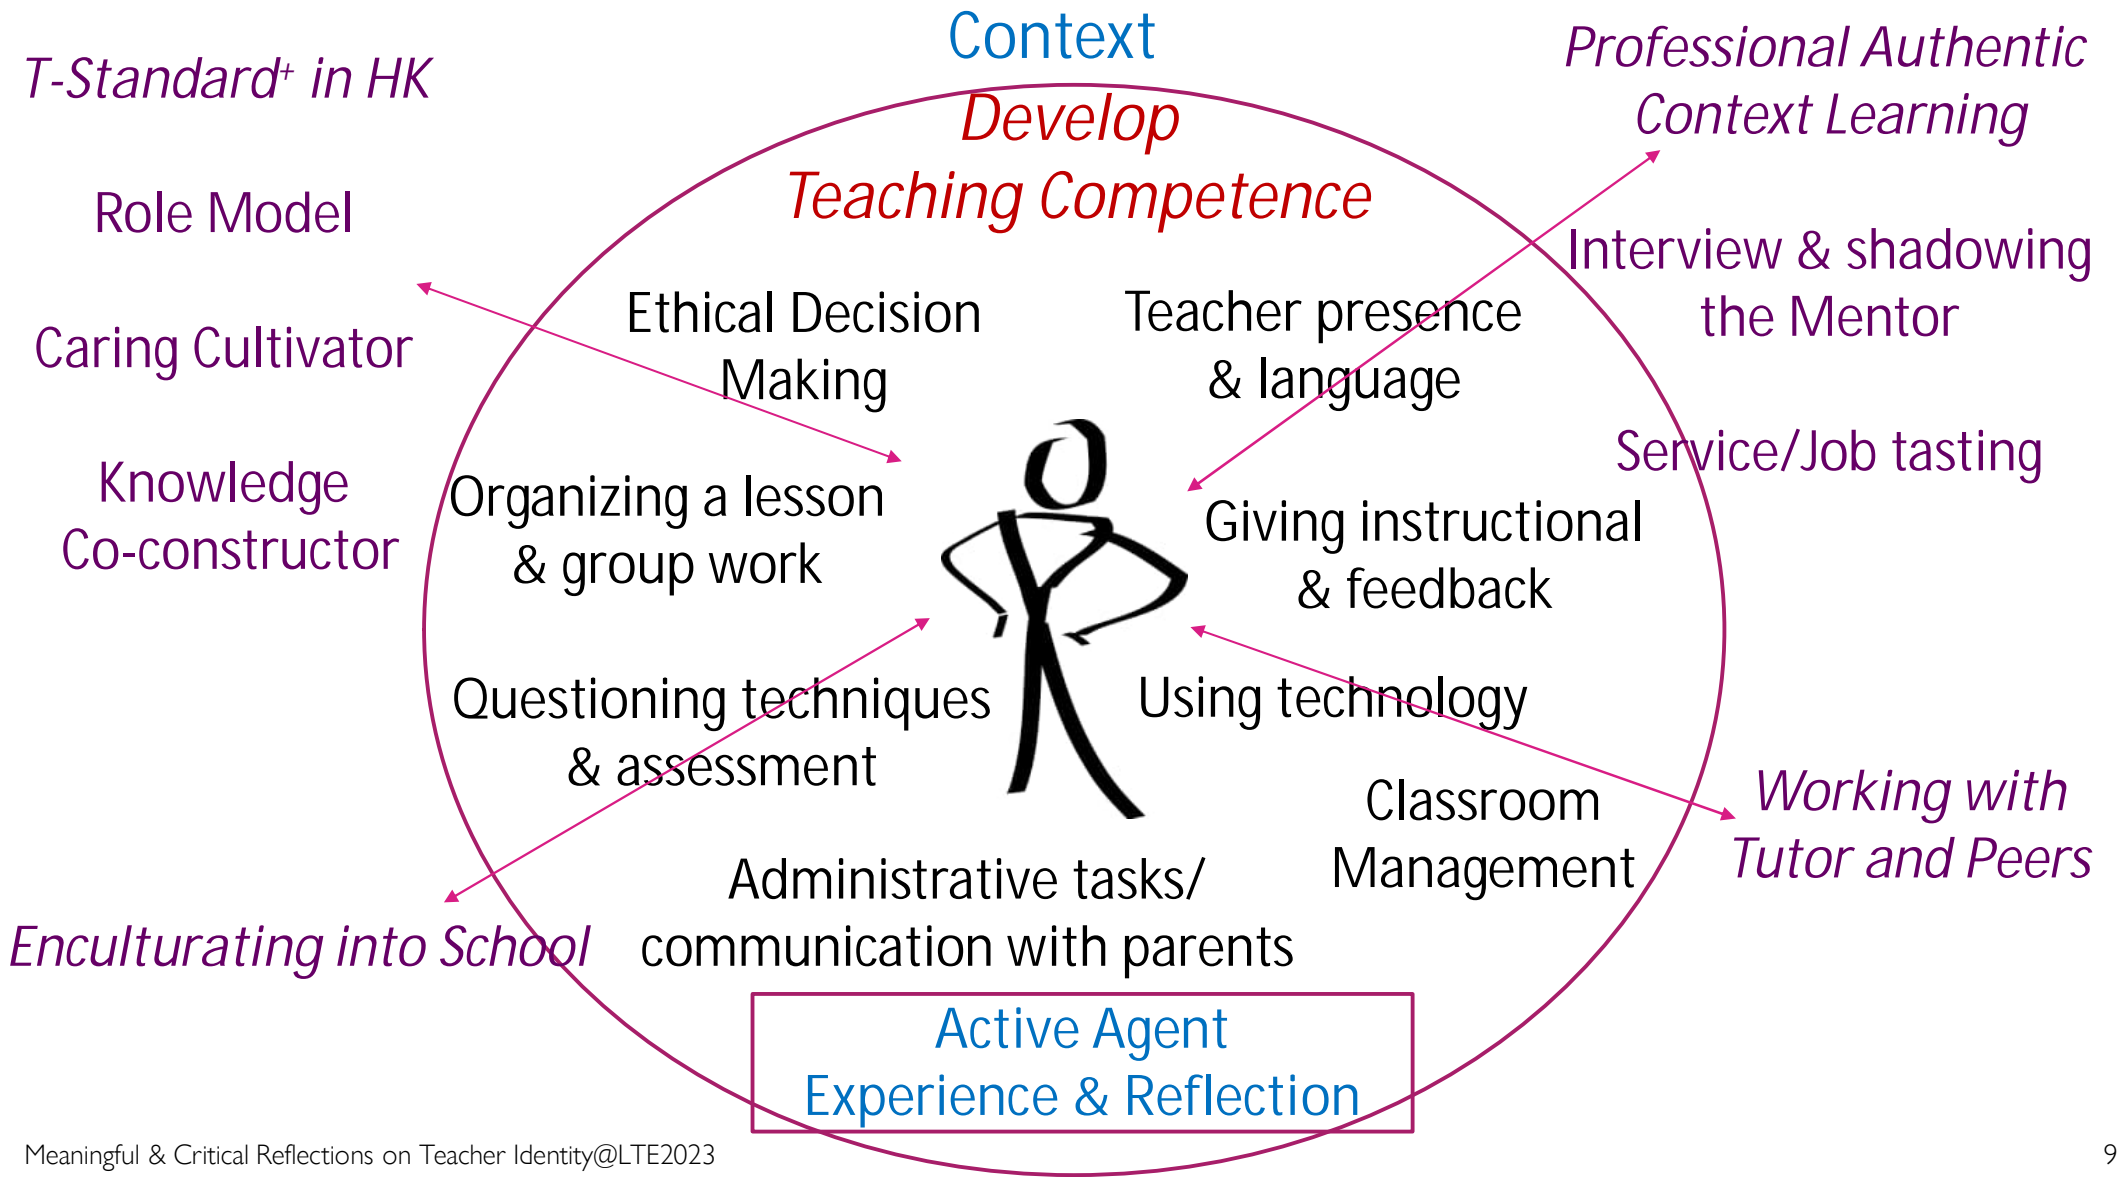 Context
T-Standard+ in HK
Role Model
Caring Cultivator
Knowledge
Co-constructor
Enculturating into School
Develop
Teaching Competence
Ethical Decision
Making
Teacher presence
& language
Organizing a lesson
& group work
Giving instructional
& feedback
Questioning techniques
& assessment
Using technology
Classroom
Management
Administrative tasks/
communication with parents
Active Agent
Experience & Reflection
Professional Authentic
Context Learning
Interview & shadowing
the Mentor
Service/Job tasting
Working with
Tutor and Peers
Meaningful & Critical Reflections on Teacher Identity@LTE2023
9